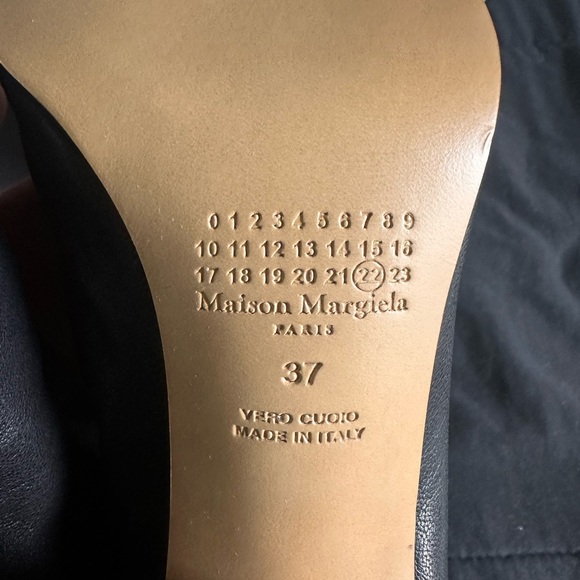 0 1 2 3 4 5 6 7 8 9
10 11 12 13 14 15 16
17 18 19 20 21 22 23
Maison Margiela
PARIS
37
VERO CUOIO
MADE IN ITALY